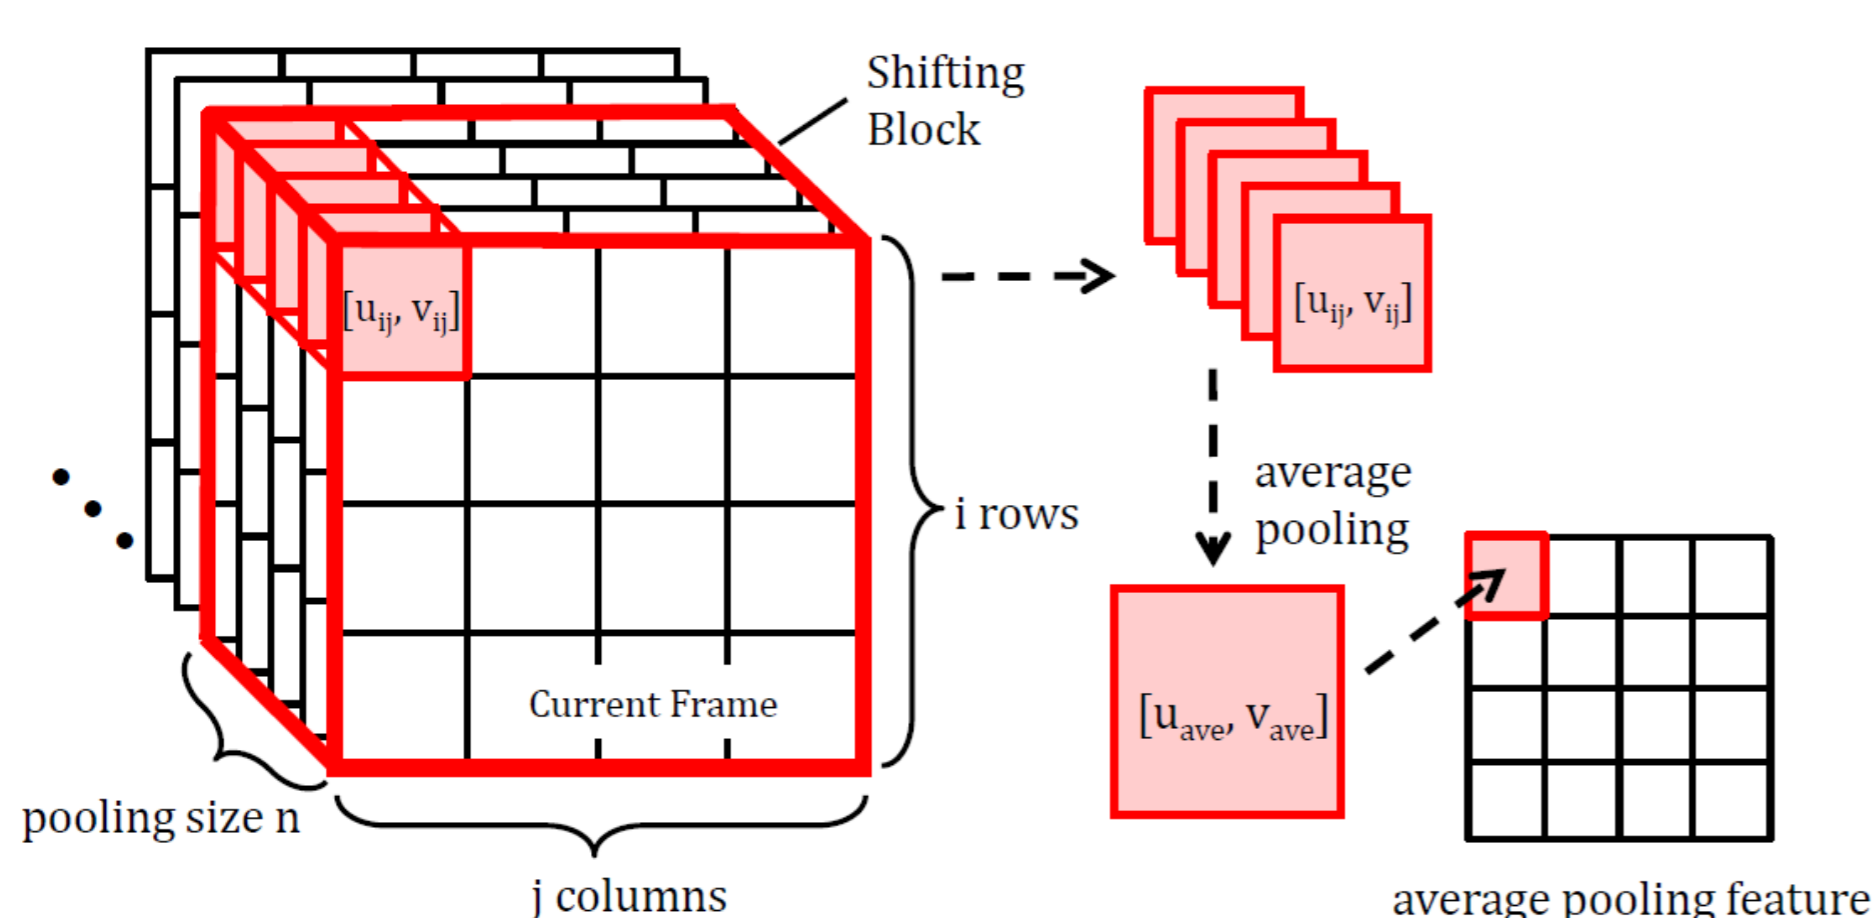 Shifting
Block
[uij, vij]
[uij, vij]
i rows
average
pooling
Current Frame
[uave, vave]
pooling size n
j columns
average pooling feature